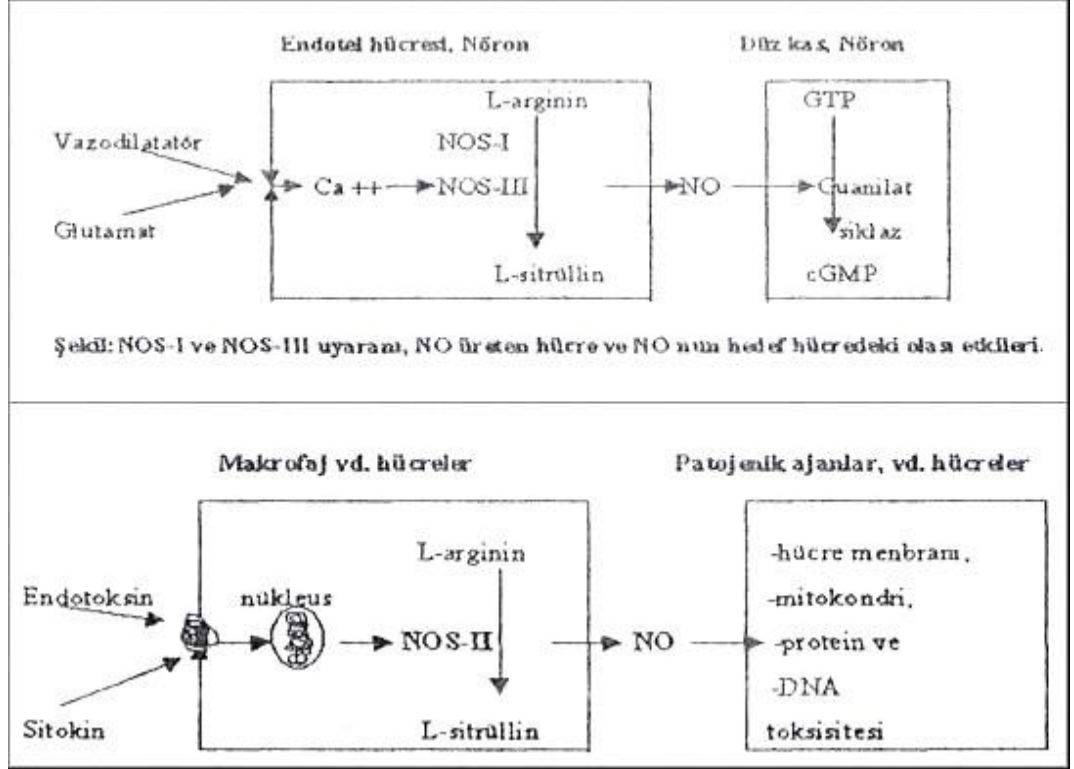 Endotel hücresi, Nöron
Düz kas, Nöron
L-arginin
GTP
Vazodilatatör
NOS-I
Ca ++
NOS-III
NO
Guanilat
Glutamat
siklaz
L-sitrüllin
cGMP
Şekil: NOS-I ve NOS-III uyaranı, NO üreten hücre ve NO nun hedef hücredeki olası etkileri.
Makrofaj vd. hücreler
Patojenik ajanlar, vd. hücreler
L-arginin
-hücre menbranı,
Endotoksin
nükleus
-mitokondri,
NOS-II
NO
-protein ve
-DNA
Sitokin
L-sitrüllin
toksisitesi